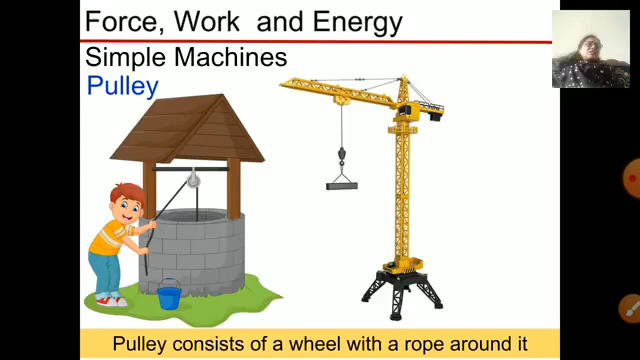 Force, Work and Energy
Simple Machines
Pulley
Pulley consists of a wheel with a rope around it